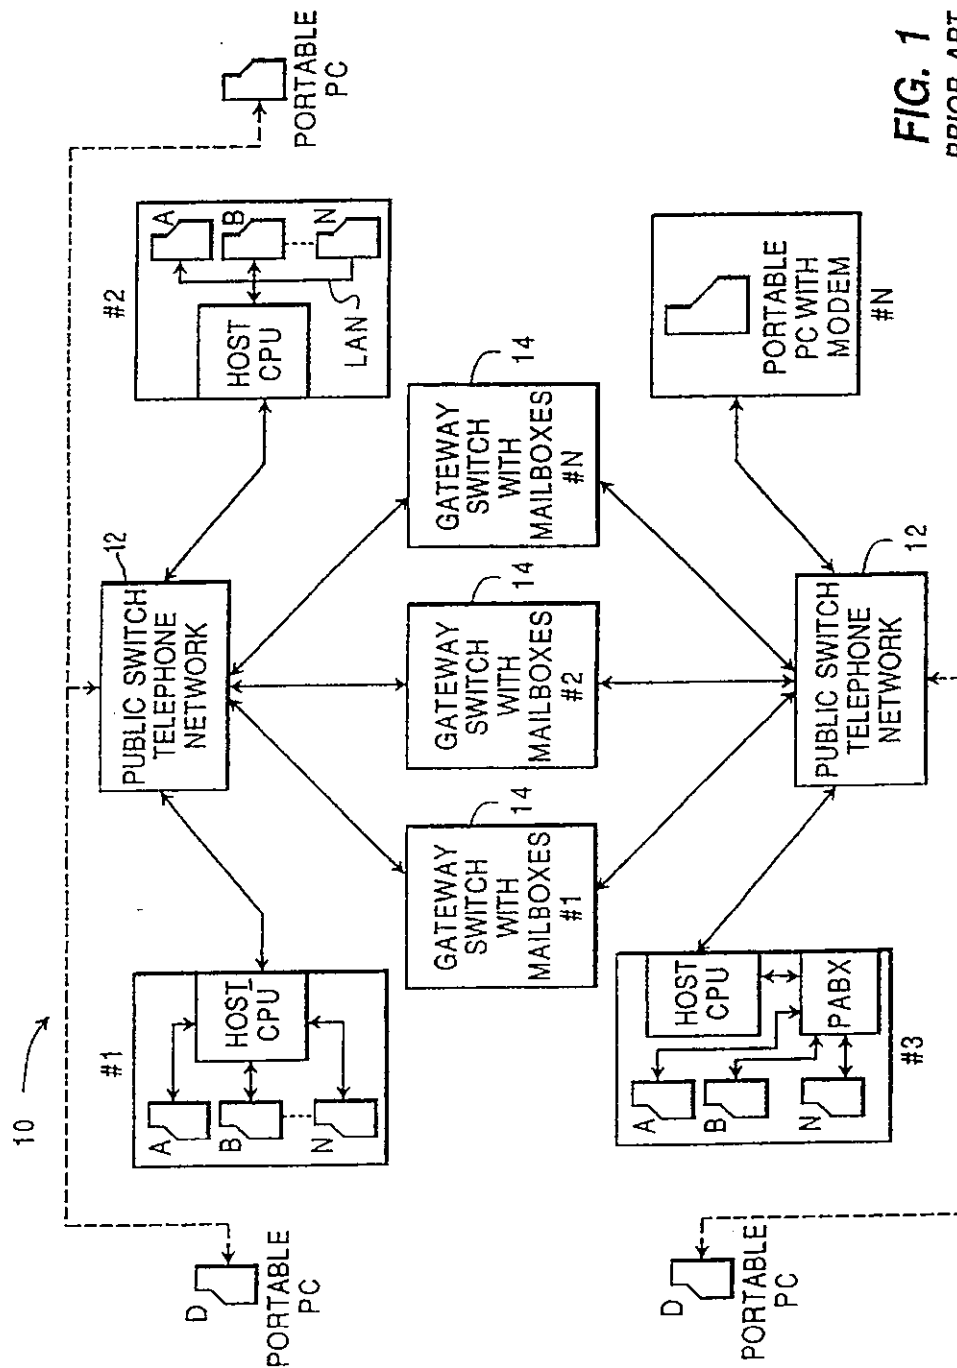 10
#1
A
B
N
HOST
CPU
D
PORTABLE
PC
PUBLIC SWITCH
TELEPHONE
NETWORK
12
#2
HOST
CPU
LAN
A
B
N
PORTABLE
PC
GATEWAY
SWITCH
WITH
MAILBOXES
#1
14
GATEWAY
SWITCH
WITH
MAILBOXES
#2
14
GATEWAY
SWITCH
WITH
MAILBOXES
#N
14
D
PORTABLE
PC
A
B
N
HOST
CPU
PABX
#3
PUBLIC SWITCH
TELEPHONE
NETWORK
12
PORTABLE
PC WITH
MODEM
#N
FIG. 1
PRIOR ART